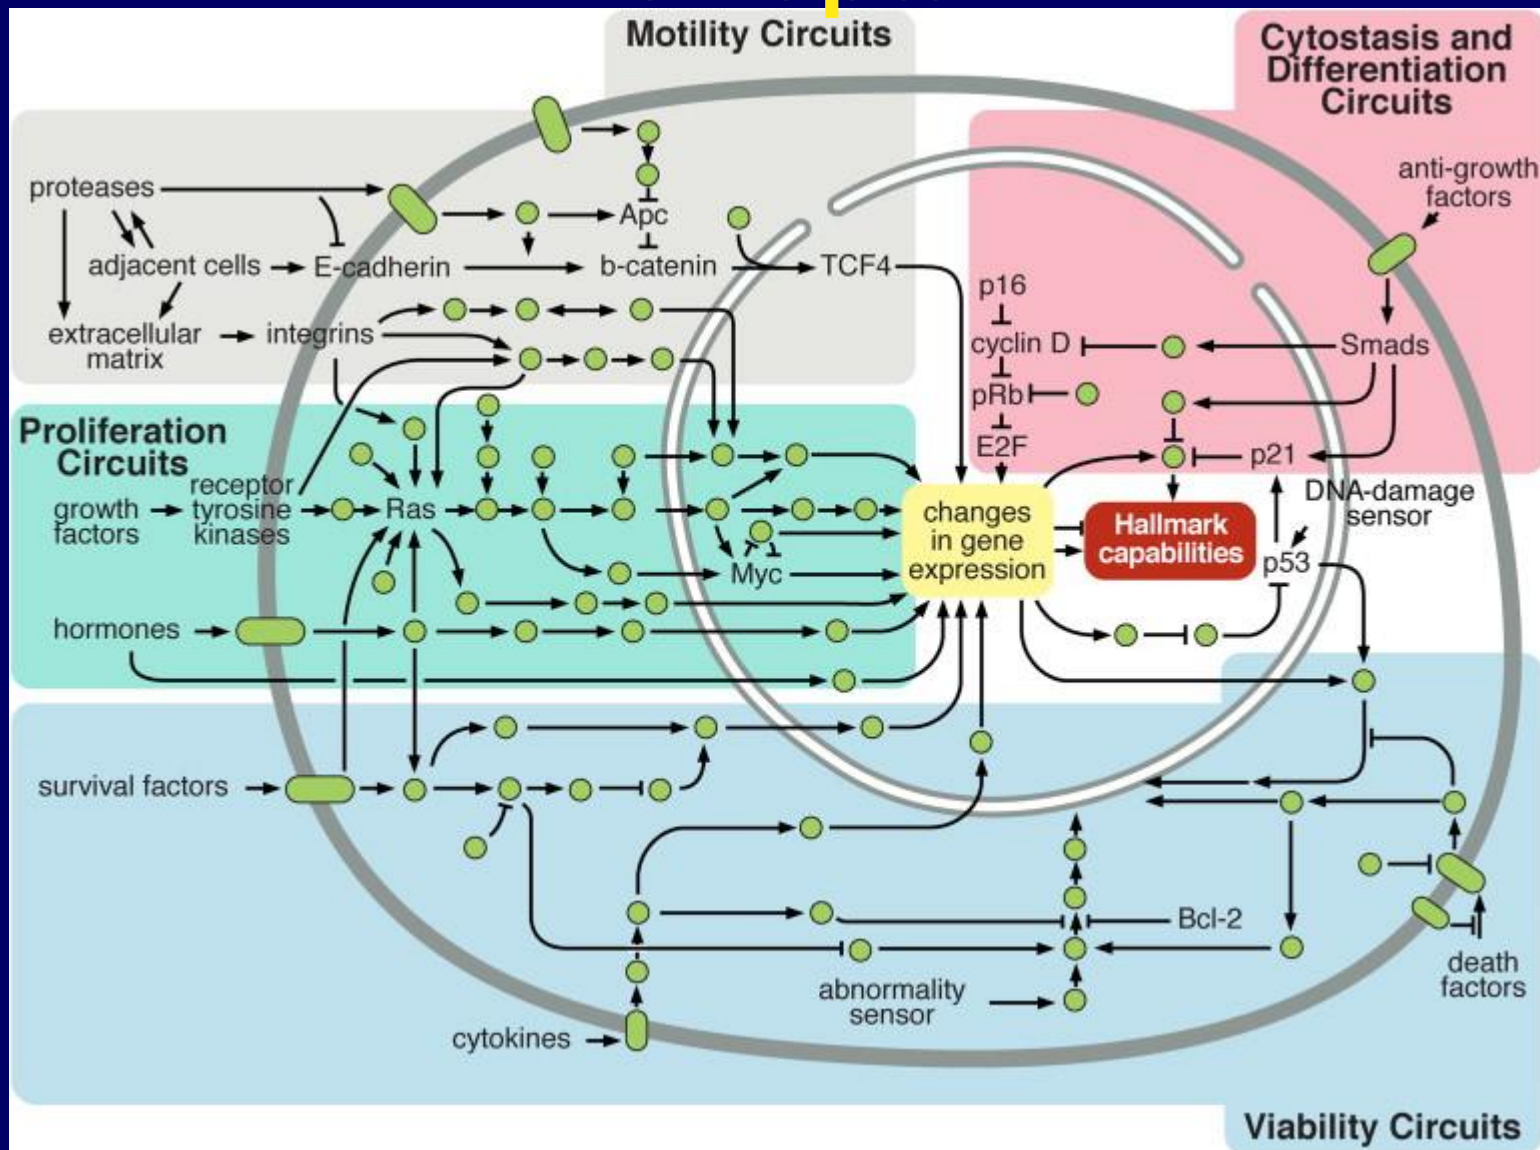 Motility Circuits
Cytostasis and
Differentiation
Circuits
anti-growth
factors
proteases
Apc
adjacent cells
E-cadherin
b-catenin
TCF4
p16
extracellular
matrix
integrins
cyclin D
Smads
pRb
E2F
p21
Proliferation
Circuits
growth
factors
receptor
tyrosine
kinases
Ras
Myc
changes
in gene
expression
Hallmark
capabilities
DNA-damage
sensor
p53
hormones
survival factors
Bcl-2
abnormality
sensor
death
factors
cytokines
Viability Circuits